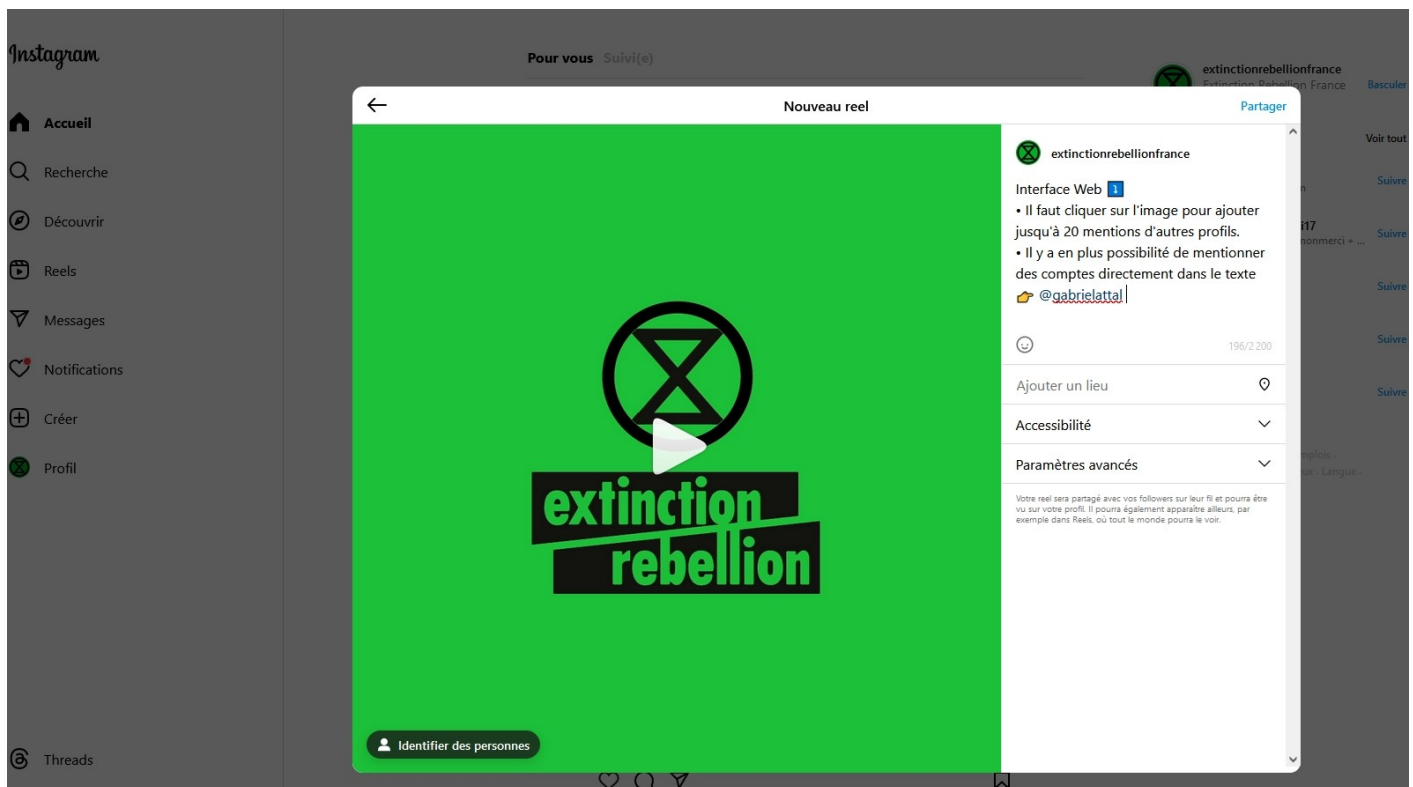 Instagram
Accueil
Recherche
Découvrir
Reels
Messages
Notifications
Créer
Profil
Threads
Pour vous Suivi(e)
extinctionrebellionfrance
Extinction Rebellion France Basculer
Voir tout
Suivre
i17
nonmerci + ... Suivre
Suivre
Suivre
Suivre
Nouveau reel
Partager
extinction
rebellion
Identifier des personnes
extinctionrebellionfrance
Interface Web ⤵️
• Il faut cliquer sur l'image pour ajouter
jusqu'à 20 mentions d'autres profils.
• Il y a en plus possibilité de mentionner
des comptes directement dans le texte
👉 @gabrielattal
196/2 200
Ajouter un lieu
Accessibilité
Paramètres avancés
Votre reel sera partagé avec vos followers sur leur fil et pourra être
vu sur votre profil. Il pourra également apparaître ailleurs, par
exemple dans Reels, où tout le monde pourra le voir.